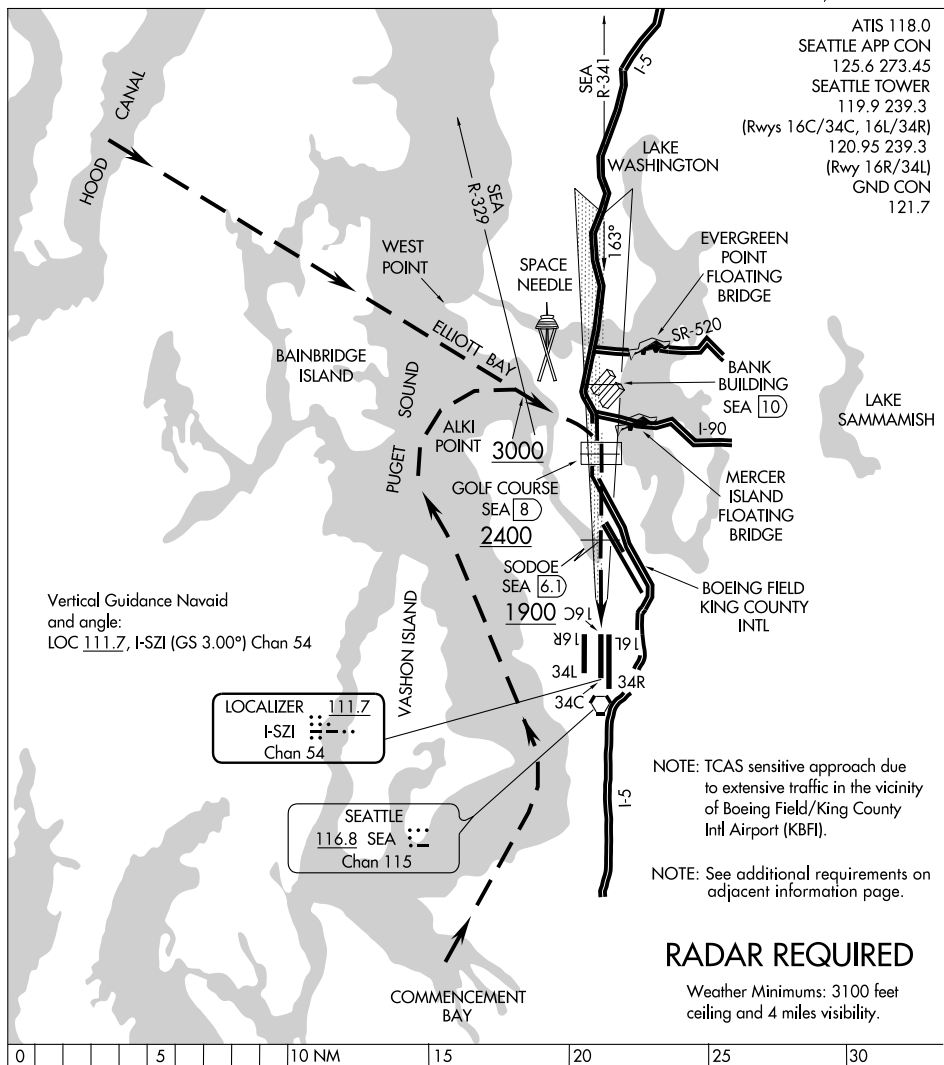 ATIS 118.0
SEATTLE APP CON
125.6 273.45
SEATTLE TOWER
119.9 239.3
(Rwys 16C/34C, 16L/34R)
120.95 239.3
(Rwy 16R/34L)
GND CON
121.7
HOOD CANAL
SEA
R-341
I-5
LAKE
WASHINGTON
SEA
R-329
163°
WEST
POINT
SPACE
NEEDLE
EVERGREEN
POINT
FLOATING
BRIDGE
SR-520
ELLIOTT BAY
BAINBRIDGE
ISLAND
BANK
BUILDING
SEA 10
LAKE
SAMMAMISH
PUGET SOUND
ALKI
POINT
3000
I-90
GOLF COURSE
SEA 8
2400
MERCER
ISLAND
FLOATING
BRIDGE
SODOE
SEA 6.1
1900
BOEING FIELD
KING COUNTY
INTL
Vertical Guidance Navaid
and angle:
LOC 111.7, I-SZI (GS 3.00°) Chan 54
VASHON ISLAND
16C
16R
16L
34L
34R
34C
LOCALIZER 111.7
I-SZI
Chan 54
SEATTLE
116.8 SEA
Chan 115
I-5
NOTE: TCAS sensitive approach due
to extensive traffic in the vicinity
of Boeing Field/King County
Intl Airport (KBFI).
NOTE: See additional requirements on
adjacent information page.
RADAR REQUIRED
Weather Minimums: 3100 feet
ceiling and 4 miles visibility.
COMMENCEMENT
BAY
0 5 10 NM 15 20 25 30